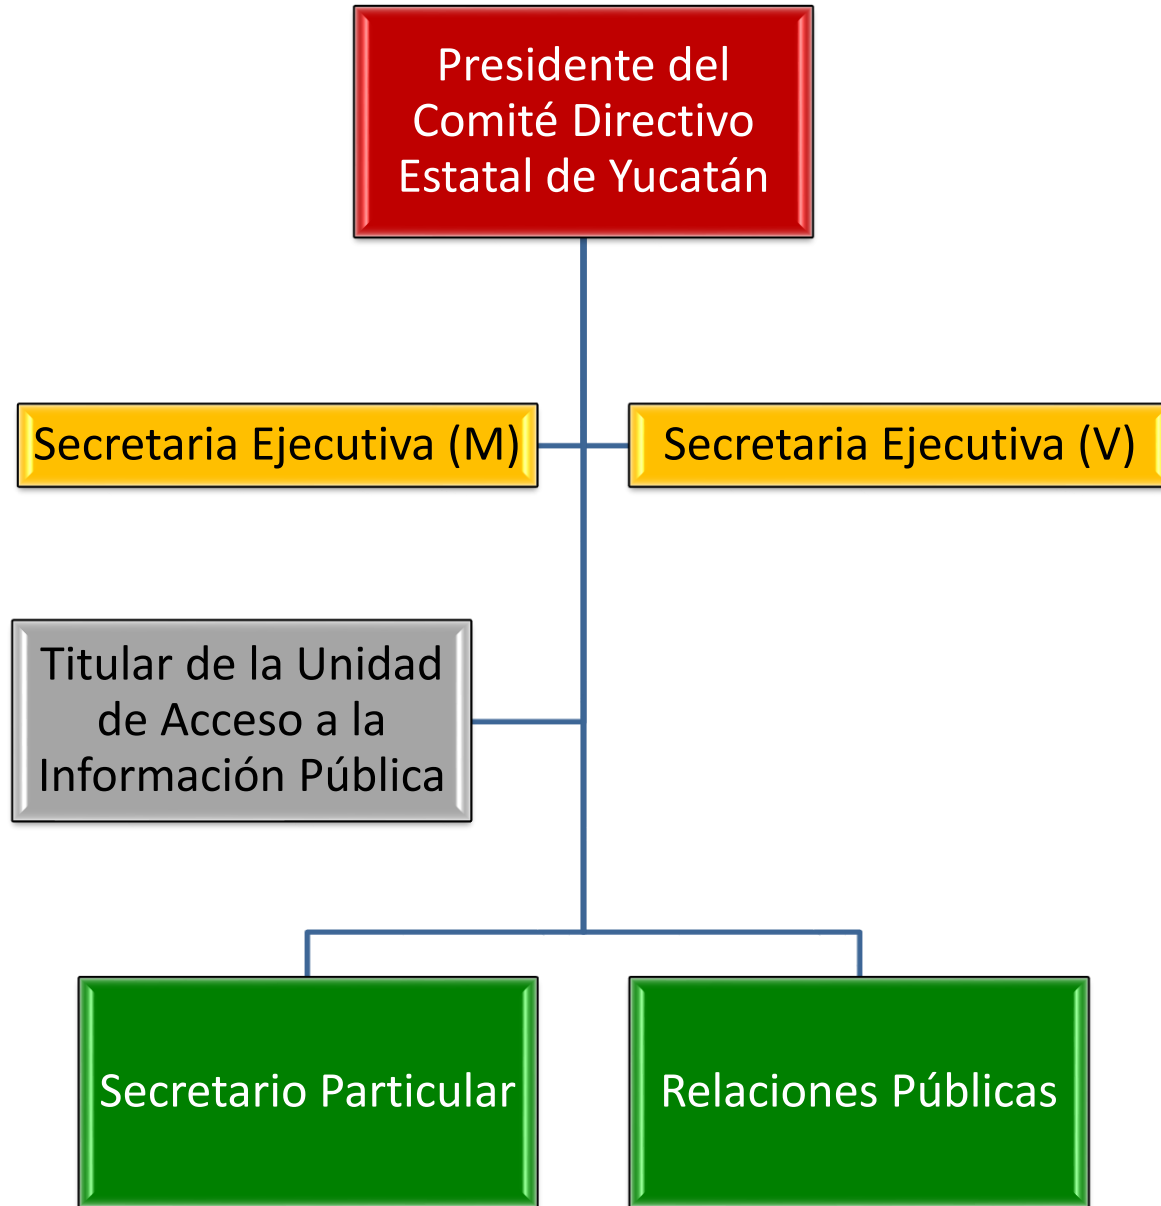 Presidente del
Comité Directivo
Estatal de Yucatán
Secretaria Ejecutiva (M)
Secretaria Ejecutiva (V)
Titular de la Unidad
de Acceso a la
Información Pública
Secretario Particular
Relaciones Públicas